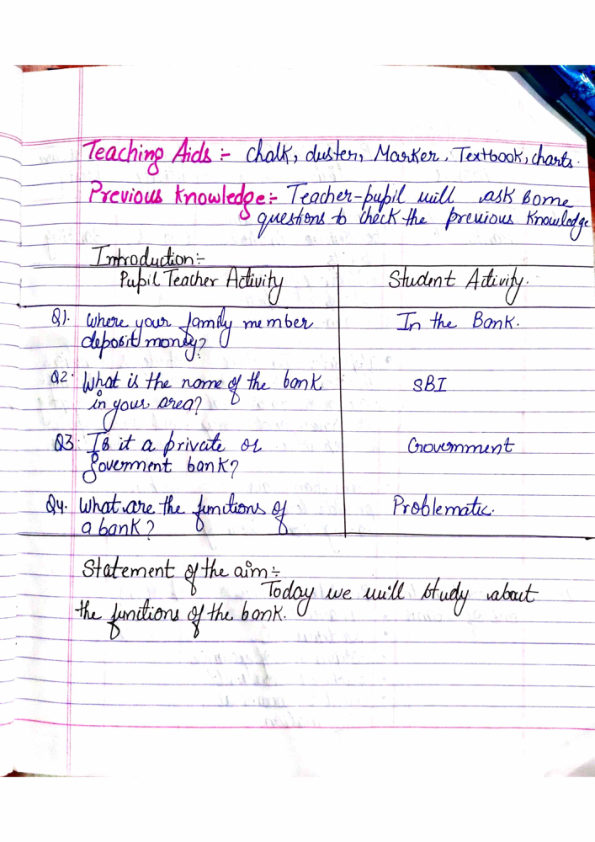 Teaching Aids :- Chalk, duster, Marker, Textbook, charts.
Previous Knowledge:- Teacher-pupil will ask some
questions to check the previous knowledge
Introduction:-
Pupil Teacher Activity Student Activity.
Q1. Where your family member In the Bank.
deposit money?
Q2. What is the name of the bank SBI
in your area?
Q3. Is it a private or Government
goverment bank?
Q4. What are the functions of Problematic.
a bank?
Statement of the aim:-
Today we will study about
the functions of the bank.